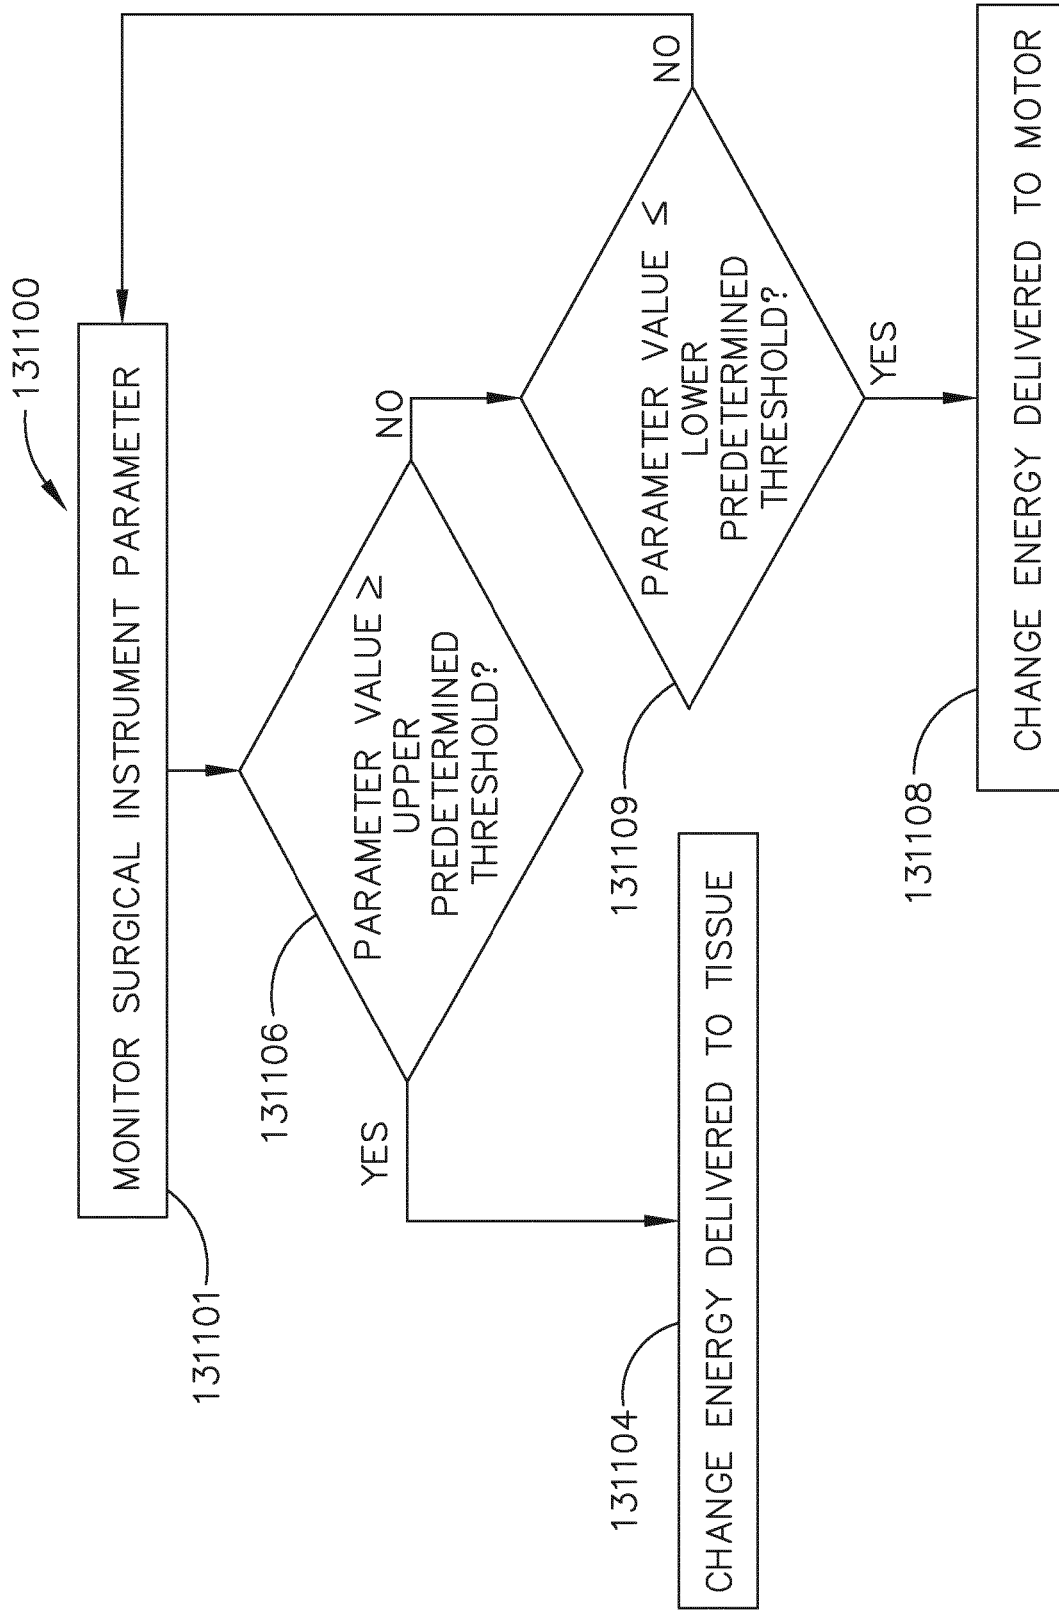 131100
MONITOR SURGICAL INSTRUMENT PARAMETER
131101
131106
PARAMETER VALUE ≥
UPPER
PREDETERMINED
THRESHOLD?
YES
NO
131104
CHANGE ENERGY DELIVERED TO TISSUE
131109
PARAMETER VALUE ≤
LOWER
PREDETERMINED
THRESHOLD?
NO
YES
131108
CHANGE ENERGY DELIVERED TO MOTOR